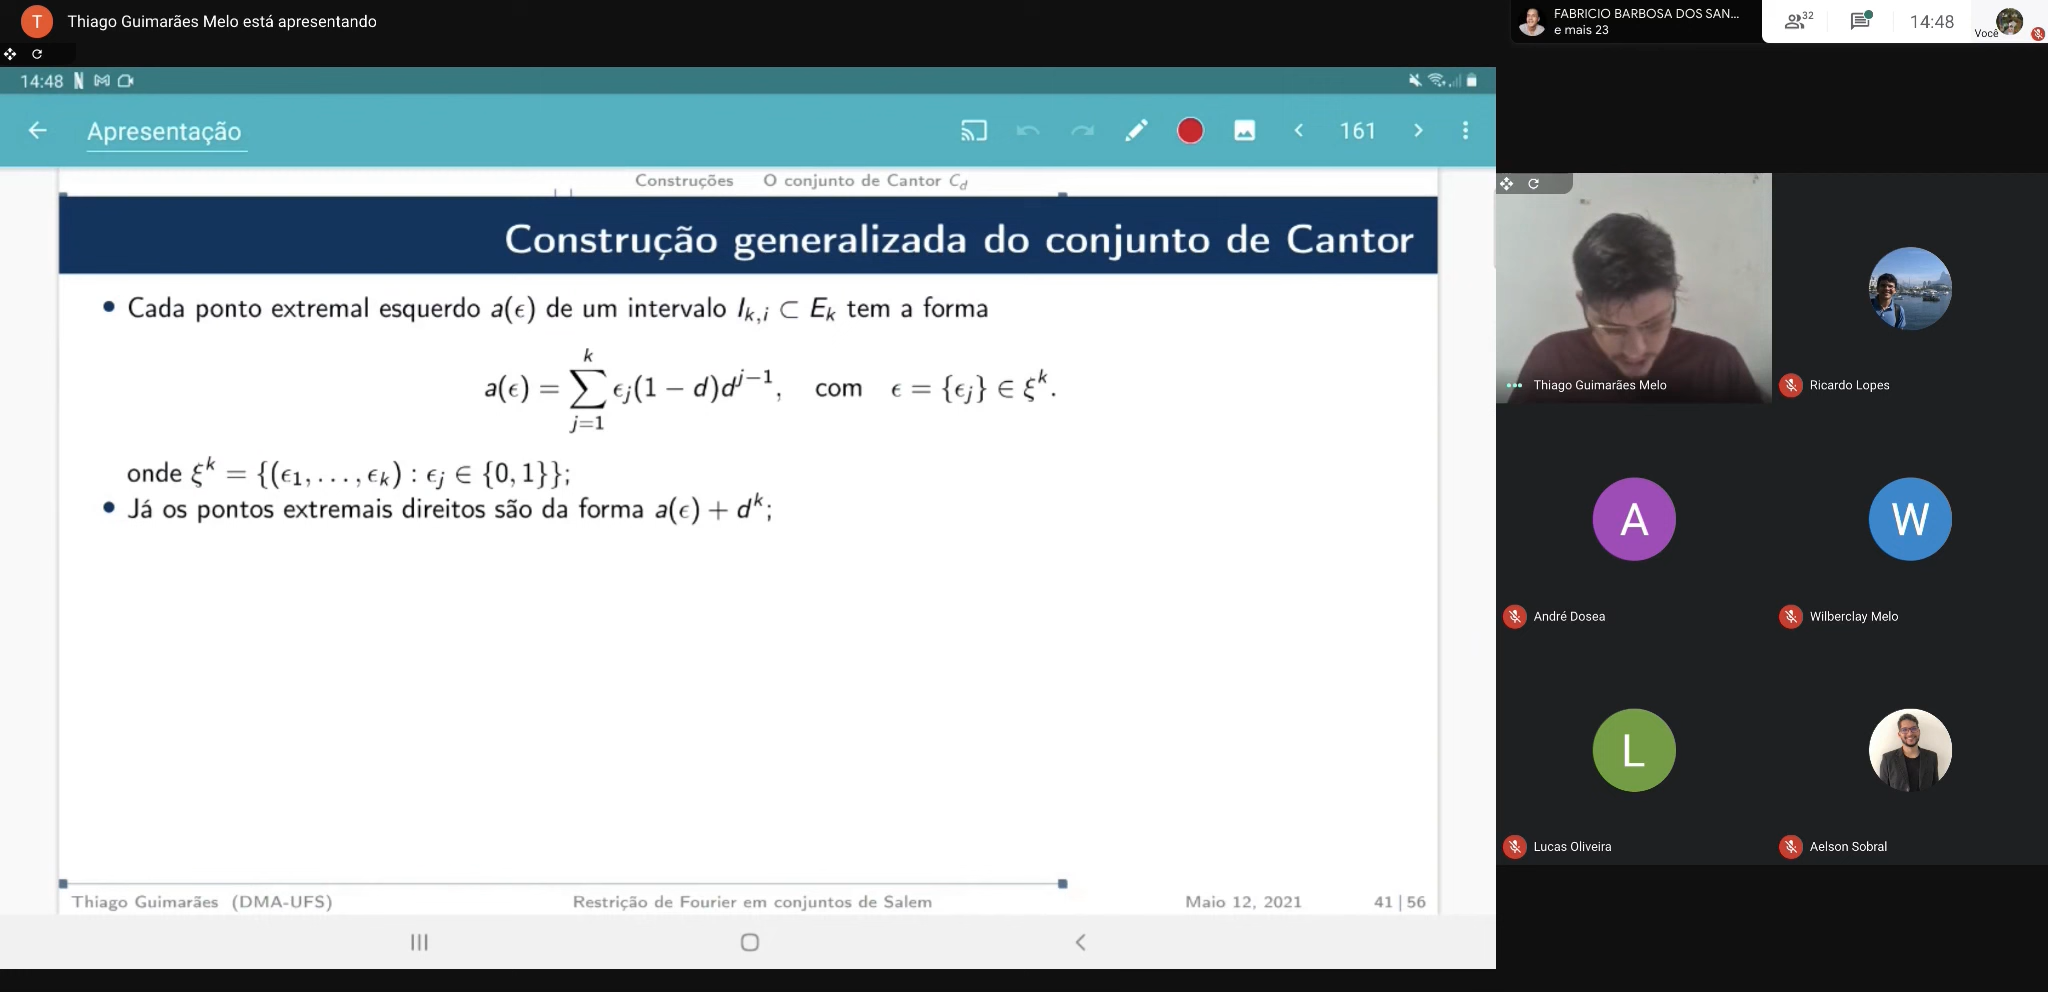 T Thiago Guimarães Melo está apresentando
FABRICIO BARBOSA DOS SAN...
e mais 23
32
14:48
Você
14:48
Apresentação
161
Construções O conjunto de Cantor C_d
Construção generalizada do conjunto de Cantor
• Cada ponto extremal esquerdo a(ϵ) de um intervalo I_{k,i} ⊂ E_k tem a forma
a(ϵ) = ∑_{j=1}^{k} ϵ_j(1 − d)d^{j−1}, com ϵ = {ϵ_j} ∈ ξ^k.
onde ξ^k = {(ϵ_1, . . . , ϵ_k) : ϵ_j ∈ {0, 1}};
• Já os pontos extremais direitos são da forma a(ϵ) + d^k;
Thiago Guimarães (DMA-UFS) Restrição de Fourier em conjuntos de Salem Maio 12, 2021 41 | 56
Thiago Guimarães Melo
Ricardo Lopes
A
W
André Dosea
Wilberclay Melo
L
Lucas Oliveira
Aelson Sobral